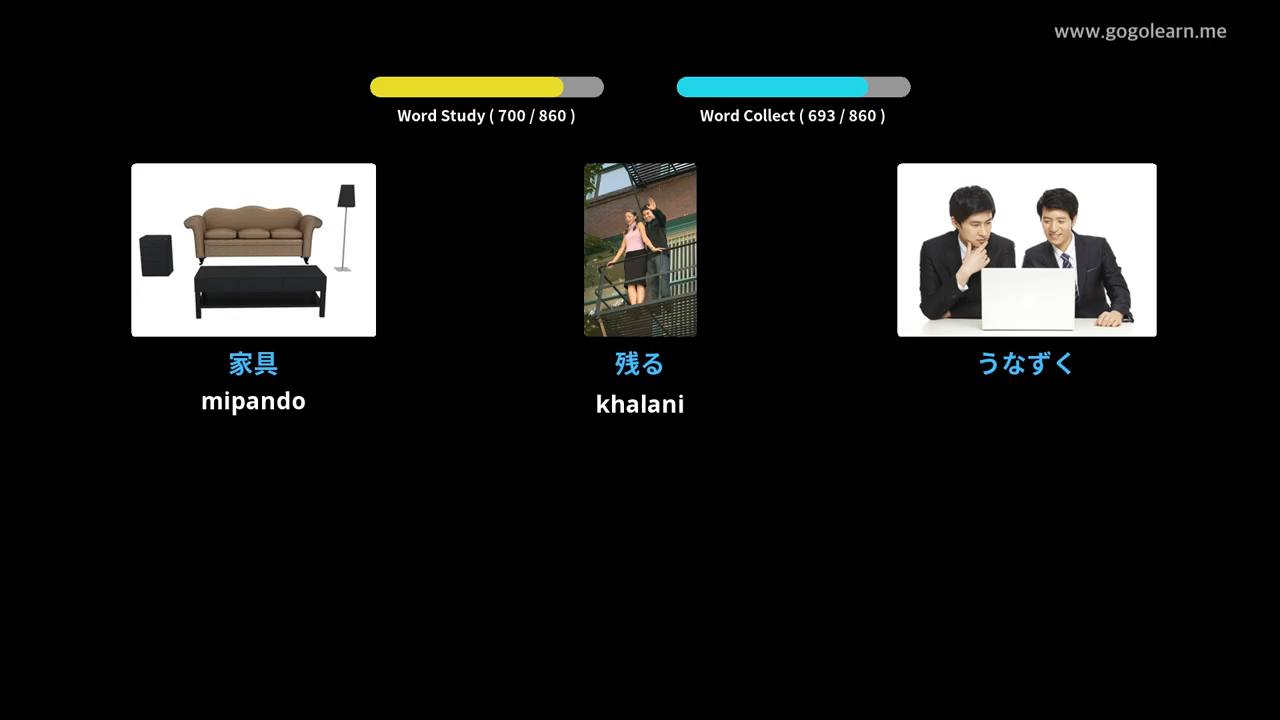 www.gogolearn.me
Word Study ( 700 / 860 )
Word Collect ( 693 / 860 )
家具
mipando
残る
khalani
うなずく